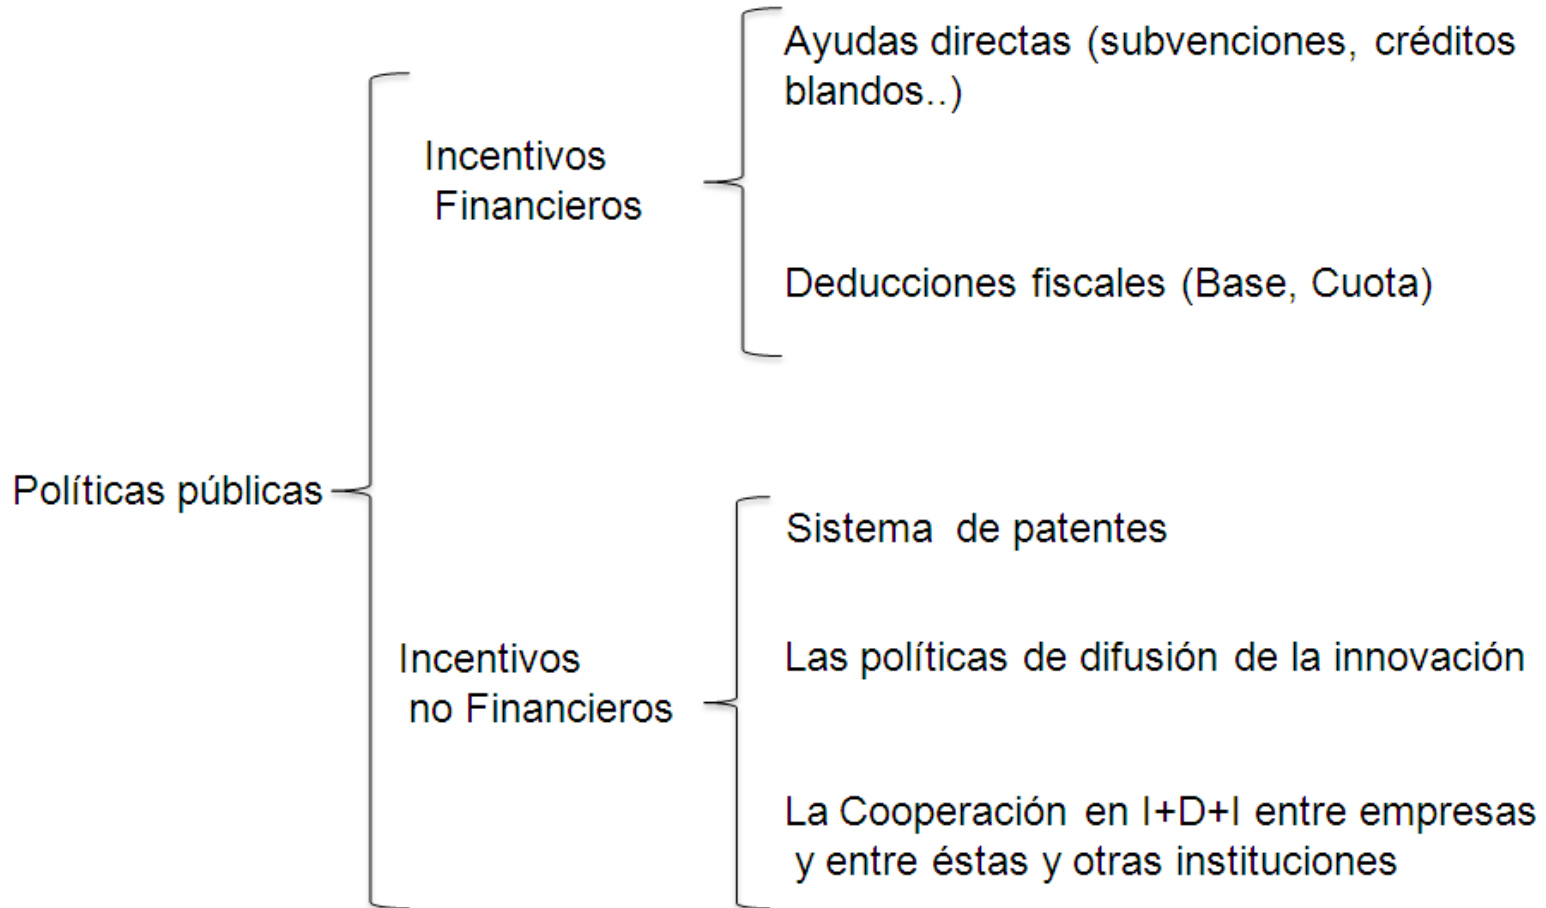 Políticas públicas
Incentivos
Financieros
Ayudas directas (subvenciones, créditos
blandos..)
Deducciones fiscales (Base, Cuota)
Incentivos
no Financieros
Sistema de patentes
Las políticas de difusión de la innovación
La Cooperación en I+D+I entre empresas
y entre éstas y otras instituciones